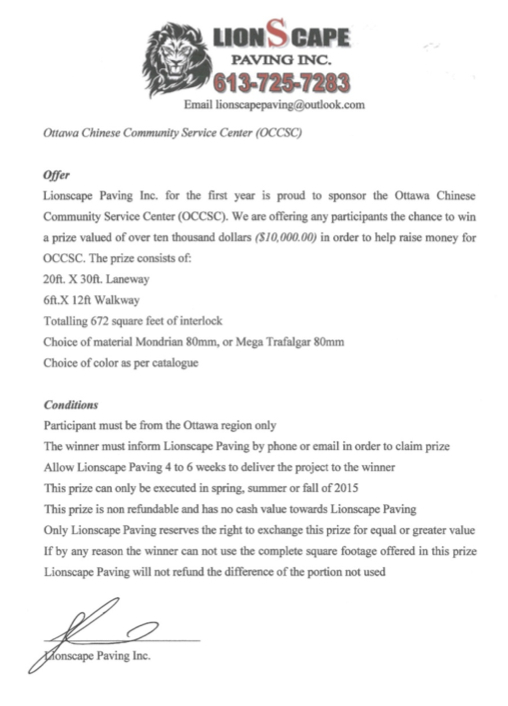 LIONSCAPE
PAVING INC.
613-725-7283
Email lionscapepaving@outlook.com
Ottawa Chinese Community Service Center (OCCSC)
Offer
Lionscape Paving Inc. for the first year is proud to sponsor the Ottawa Chinese
Community Service Center (OCCSC). We are offering any participants the chance to win
a prize valued of over ten thousand dollars ($10,000.00) in order to help raise money for
OCCSC. The prize consists of:
20ft. X 30ft. Laneway
6ft.X 12ft Walkway
Totalling 672 square feet of interlock
Choice of material Mondrian 80mm, or Mega Trafalgar 80mm
Choice of color as per catalogue
Conditions
Participant must be from the Ottawa region only
The winner must inform Lionscape Paving by phone or email in order to claim prize
Allow Lionscape Paving 4 to 6 weeks to deliver the project to the winner
This prize can only be executed in spring, summer or fall of 2015
This prize is non refundable and has no cash value towards Lionscape Paving
Only Lionscape Paving reserves the right to exchange this prize for equal or greater value
If by any reason the winner can not use the complete square footage offered in this prize
Lionscape Paving will not refund the difference of the portion not used
Lionscape Paving Inc.